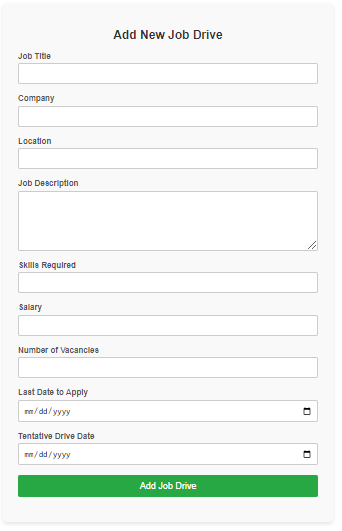 Add New Job Drive
Job Title
Company
Location
Job Description
Skills Required
Salary
Number of Vacancies
Last Date to Apply
mm/dd/yyyy
Tentative Drive Date
mm/dd/yyyy
Add Job Drive